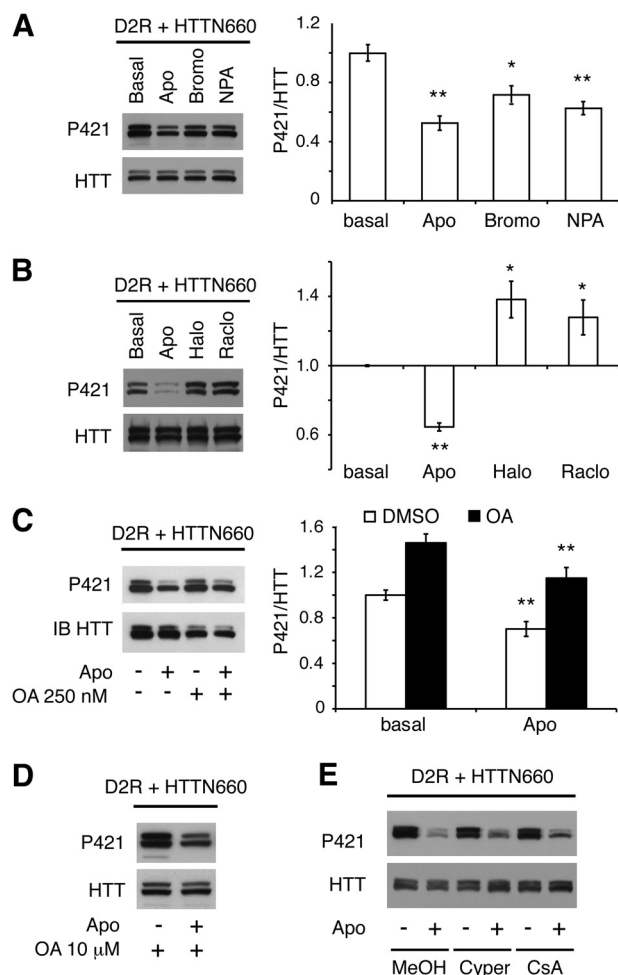 A
D2R + HTTN660
Basal Apo Bromo NPA
P421
HTT
P421/HTT
1.2
0.8
0.4
0
** * **
basal Apo Bromo NPA
B
D2R + HTTN660
Basal Apo Halo Raclo
P421
HTT
P421/HTT
1.4
1.0
0.6
* *
**
basal Apo Halo Raclo
C
D2R + HTTN660
P421
IB HTT
Apo - + - +
OA 250 nM - - + +
DMSO OA
P421/HTT
1.6
1.2
0.8
0.4
0
** **
basal Apo
D
D2R + HTTN660
P421
HTT
Apo - +
OA 10 μM + +
E
D2R + HTTN660
P421
HTT
Apo - + - + - +
MeOH Cyper CsA